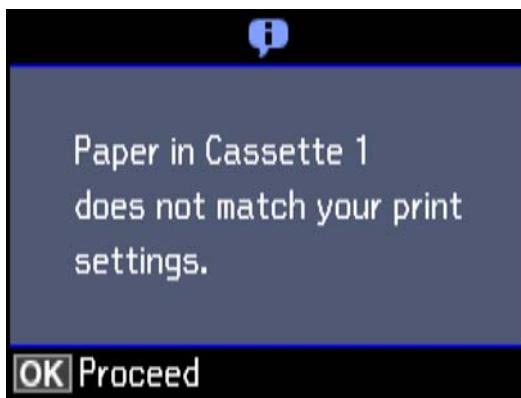 Paper in Cassette 1
does not match your print
settings.
OK Proceed